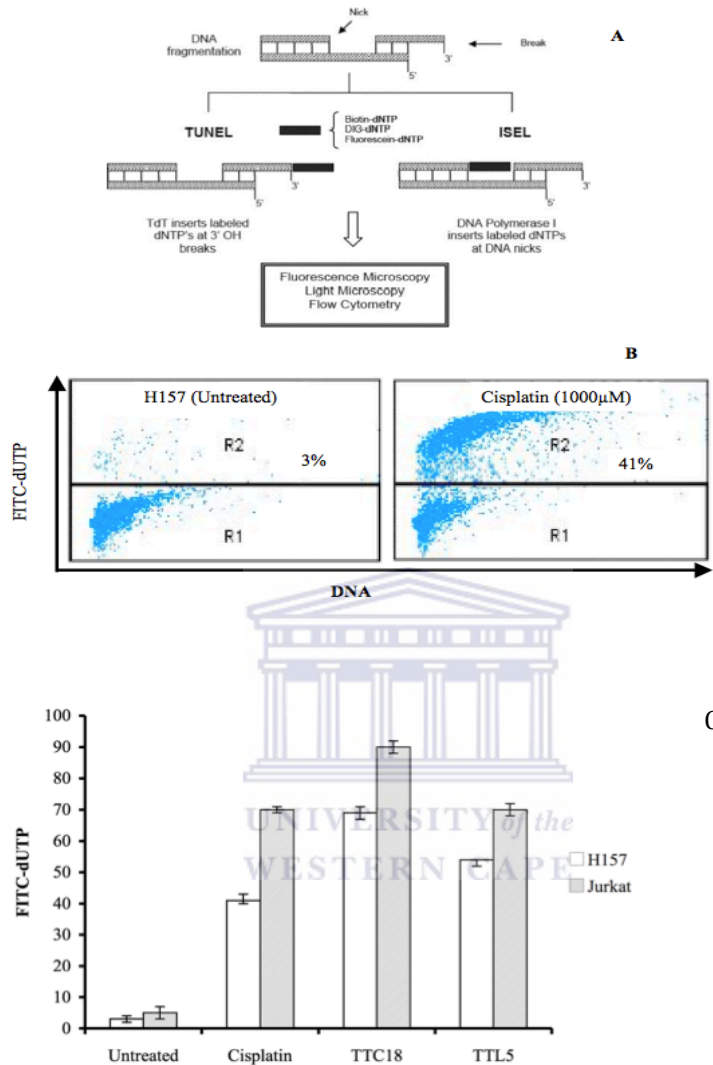 Nick
DNA
fragmentation
A
3'
Break
5'
TUNEL
Biotin-dNTP
DIG-dNTP
Fluorescein-dNTP
ISEL
3'
5'
3'
5'
TdT inserts labeled
dNTP's at 3' OH
breaks
DNA Polymerase I
inserts labeled dNTPs
at DNA nicks
Fluorescence Microscopy
Light Microscopy
Flow Cytometry
B
H157 (Untreated)
R2
3%
R1
Cisplatin (1000µM)
R2
41%
R1
FITC-dUTP
DNA
100
90
80
70
60
50
40
30
20
10
0
FITC-dUTP
UNIVERSITY of the
WESTERN CAPE
H157
Jurkat
Untreated
Cisplatin
TTC18
TTL5